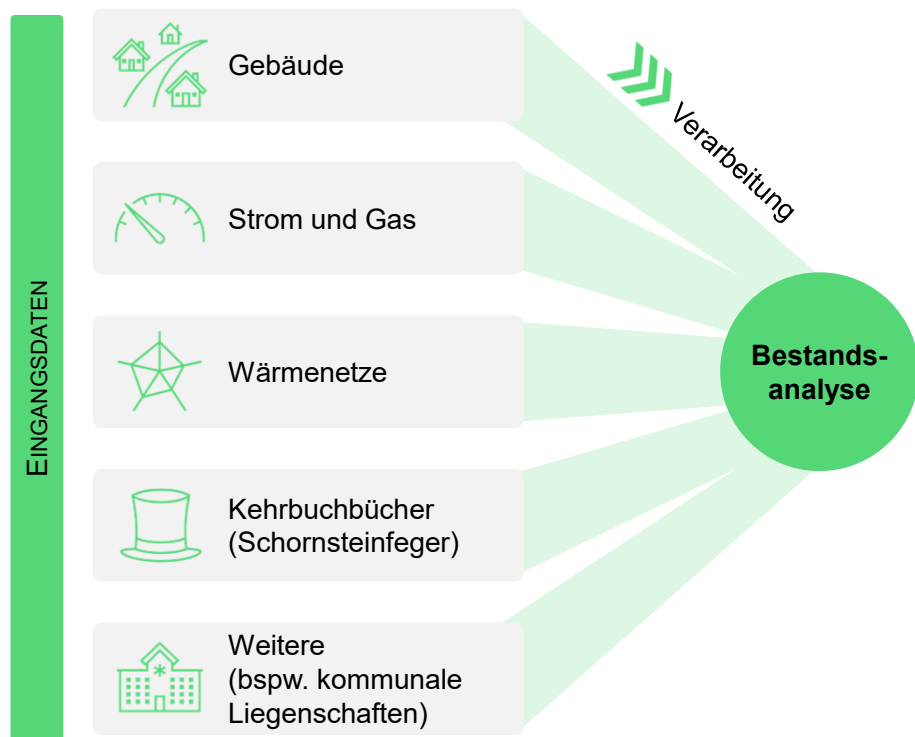 EINGANGSDATEN
Gebäude
Strom und Gas
Wärmenetze
Kehrbuchbücher
(Schornsteinfeger)
Weitere
(bspw. kommunale
Liegenschaften)
Verarbeitung
Bestands-
analyse